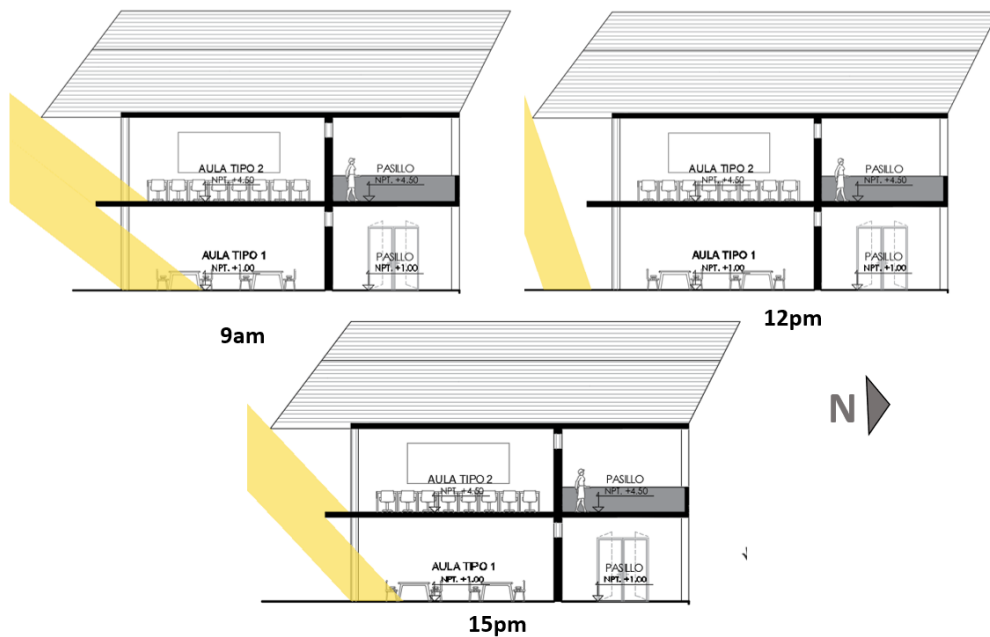 AULA TIPO 2
NPT. +4.50
PASILLO
NPT. +4.50
AULA TIPO 1
NPT. +1.00
PASILLO
NPT. +1.00
9am
AULA TIPO 2
NPT. +4.50
PASILLO
NPT. +4.50
AULA TIPO 1
NPT. +1.00
PASILLO
NPT. +1.00
12pm
AULA TIPO 2
NPT. +4.50
PASILLO
NPT. +4.50
AULA TIPO 1
NPT. +1.00
PASILLO
NPT. +1.00
15pm
N